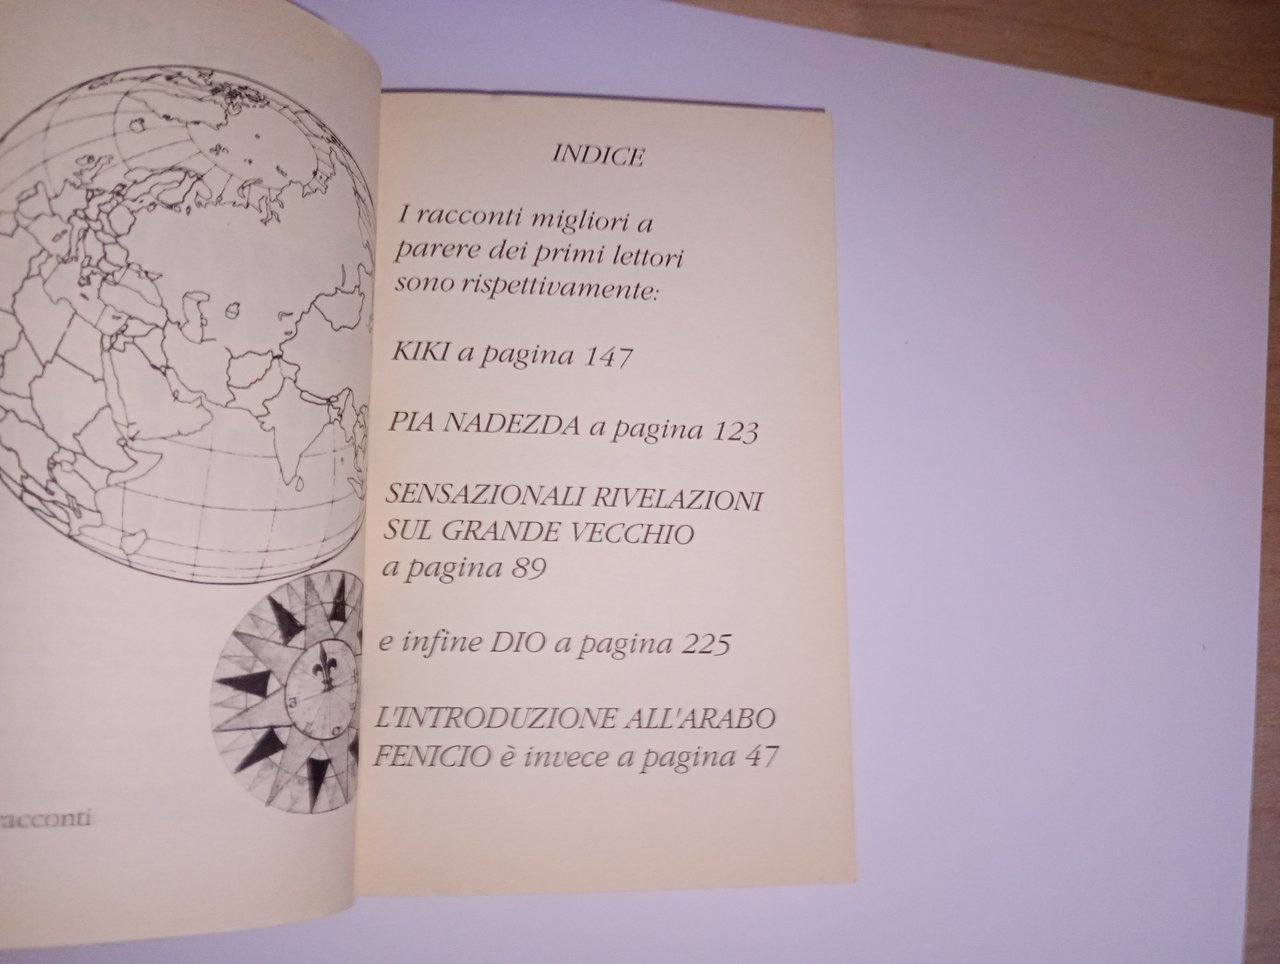 INDICE
I racconti migliori a
parere dei primi lettori
sono rispettivamente:
KIKI a pagina 147
PIA NADEZDA a pagina 123
SENSAZIONALI RIVELAZIONI
SUL GRANDE VECCHIO
a pagina 89
e infine DIO a pagina 225
L'INTRODUZIONE ALL'ARABO
FENICIO è invece a pagina 47
racconti